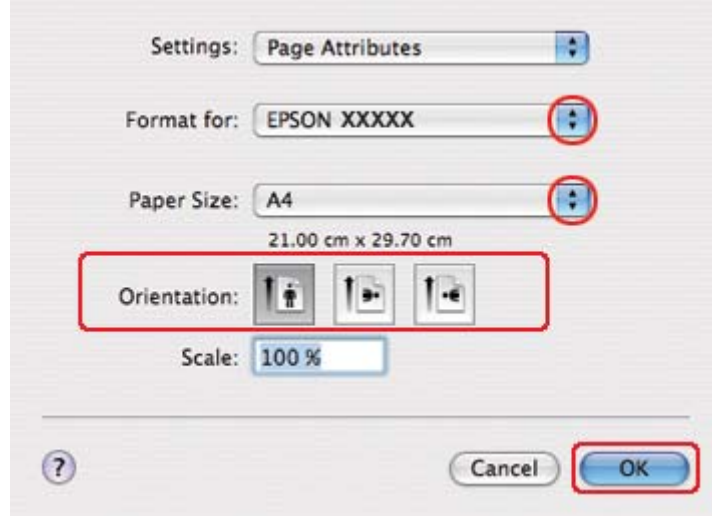 Settings: Page Attributes
Format for: EPSON XXXXX
Paper Size: A4
21.00 cm x 29.70 cm
Orientation:
Scale: 100 %
? Cancel OK